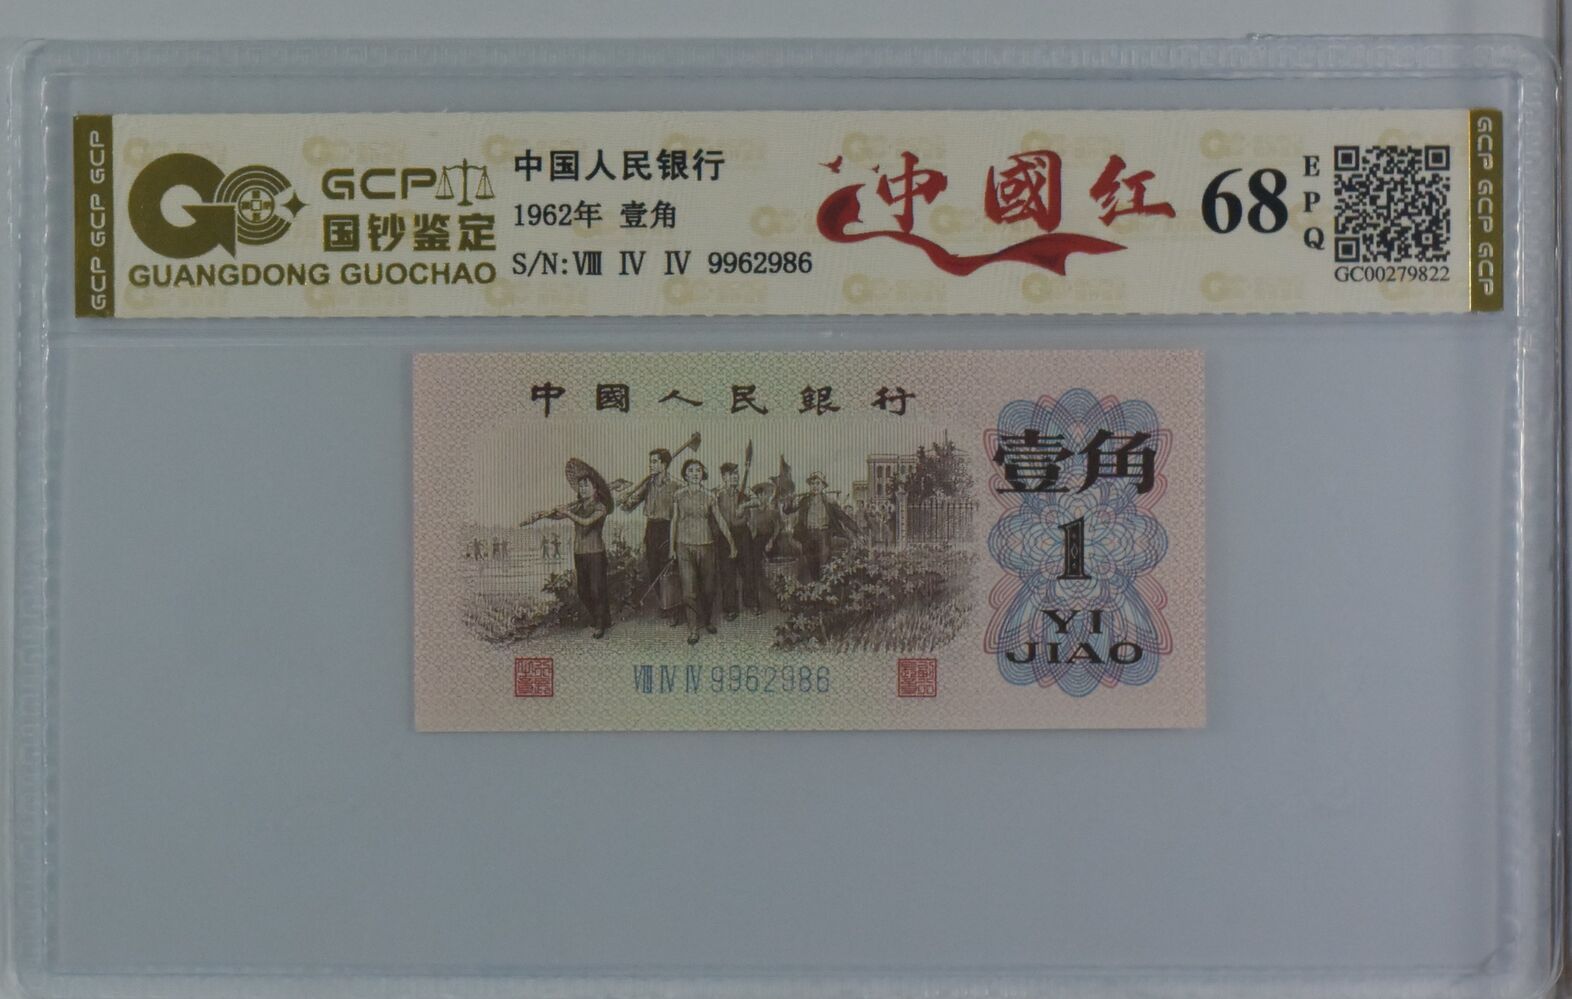 GCP GCP GCP
GCP
国钞鉴定
GUANGDONG GUOCHAO
中国人民银行
1962年 壹角
S/N:Ⅷ Ⅳ Ⅳ 9962986
中國红
68
EPQ
GC00279822
GCP GCP GCP
中國人民銀行
壹角
1
YI
JIAO
Ⅷ Ⅳ Ⅳ 9962986